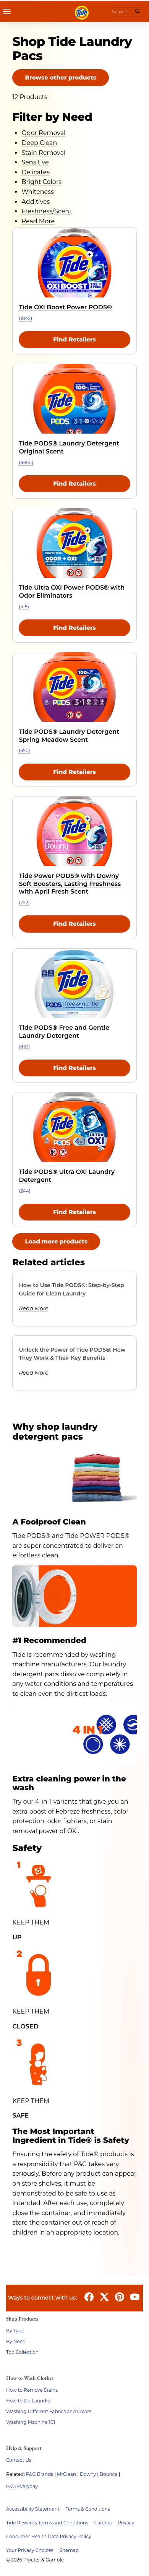 Search
Shop Tide Laundry
Pacs
Browse other products
12 Products
Filter by Need
Odor Removal
Deep Clean
Stain Removal
Sensitive
Delicates
Bright Colors
Whiteness
Additives
Freshness/Scent
Read More
Tide OXI Boost Power PODS®
(1842)
Find Retailers
Tide PODS® Laundry Detergent
Original Scent
(4650)
Find Retailers
Tide Ultra OXI Power PODS® with
Odor Eliminators
(318)
Find Retailers
Tide PODS® Laundry Detergent
Spring Meadow Scent
(555)
Find Retailers
Tide Power PODS® with Downy
Soft Boosters, Lasting Freshness
with April Fresh Scent
(222)
Find Retailers
Tide PODS® Free and Gentle
Laundry Detergent
(832)
Find Retailers
Tide PODS® Ultra OXI Laundry
Detergent
(244)
Find Retailers
Load more products
Related articles
How to Use Tide PODS®: Step-by-Step
Guide for Clean Laundry
Read More
Unlock the Power of Tide PODS®: How
They Work & Their Key Benefits
Read More
Why shop laundry
detergent pacs
A Foolproof Clean
Tide PODS® and Tide POWER PODS®
are super concentrated to deliver an
effortless clean.
#1 Recommended
Tide is recommended by washing
machine manufacturers. Our laundry
detergent pacs dissolve completely in
any water conditions and temperatures
to clean even the dirtiest loads.
4 IN 1
Extra cleaning power in the
wash
Try our 4-in-1 variants that give you an
extra boost of Febreze freshness, color
protection, odor fighters, or stain
removal power of OXI.
Safety
1
KEEP THEM
UP
2
KEEP THEM
CLOSED
3
KEEP THEM
SAFE
The Most Important
Ingredient in Tide® is Safety
Ensuring the safety of Tide® products is
a responsibility that P&G takes very
seriously. Before any product can appear
on store shelves, it must be
demonstrated to be safe to use as
intended. After each use, completely
close the container, and immediately
store the container out of reach of
children in an appropriate location.
Ways to connect with us:
Shop Products
By Type
By Need
Top Collection
How to Wash Clothes
How to Remove Stains
How to Do Laundry
Washing Different Fabrics and Colors
Washing Machine 101
Help & Support
Contact Us
Related: P&G Brands | MrClean | Downy | Bounce |
P&G Everyday
Accessibility Statement Terms & Conditions
Tide Rewards Terms and Conditions Careers Privacy
Consumer Health Data Privacy Policy
Your Privacy Choices Sitemap
© 2026 Procter & Gamble